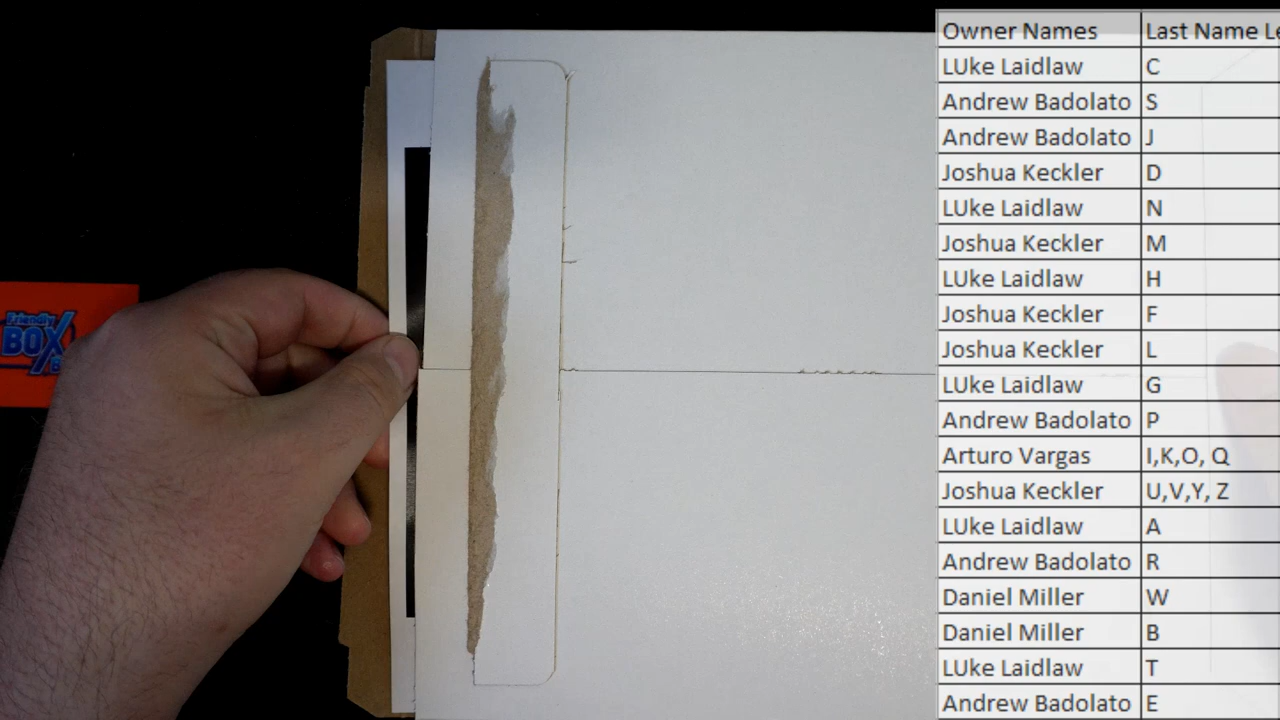 Friendly
BOX
Owner Names Last Name Le
LUke Laidlaw C
Andrew Badolato S
Andrew Badolato J
Joshua Keckler D
LUke Laidlaw N
Joshua Keckler M
LUke Laidlaw H
Joshua Keckler F
Joshua Keckler L
LUke Laidlaw G
Andrew Badolato P
Arturo Vargas I,K,O, Q
Joshua Keckler U,V,Y, Z
LUke Laidlaw A
Andrew Badolato R
Daniel Miller W
Daniel Miller B
LUke Laidlaw T
Andrew Badolato E